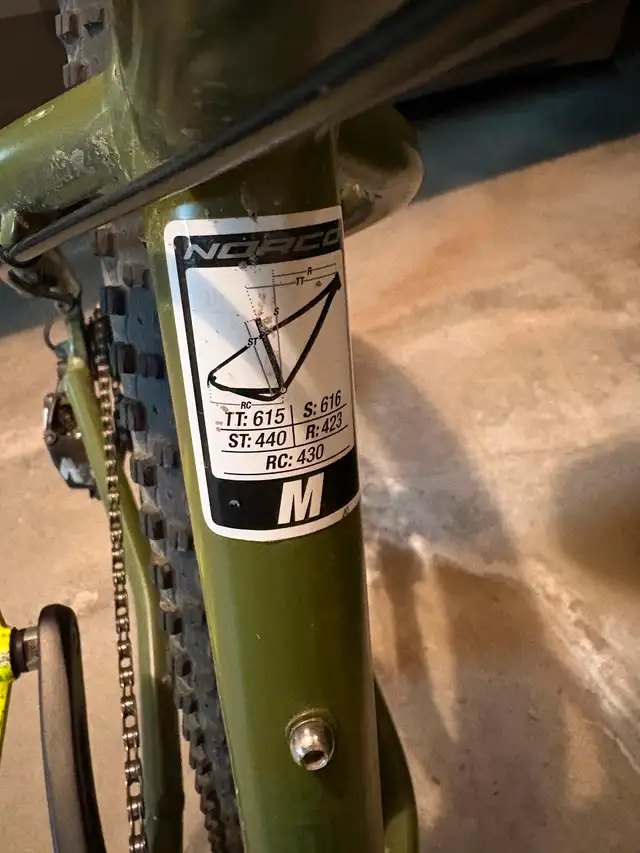 NORCO
R
TT
S
ST
RC
TT: 615 S: 616
ST: 440 R: 423
RC: 430
M